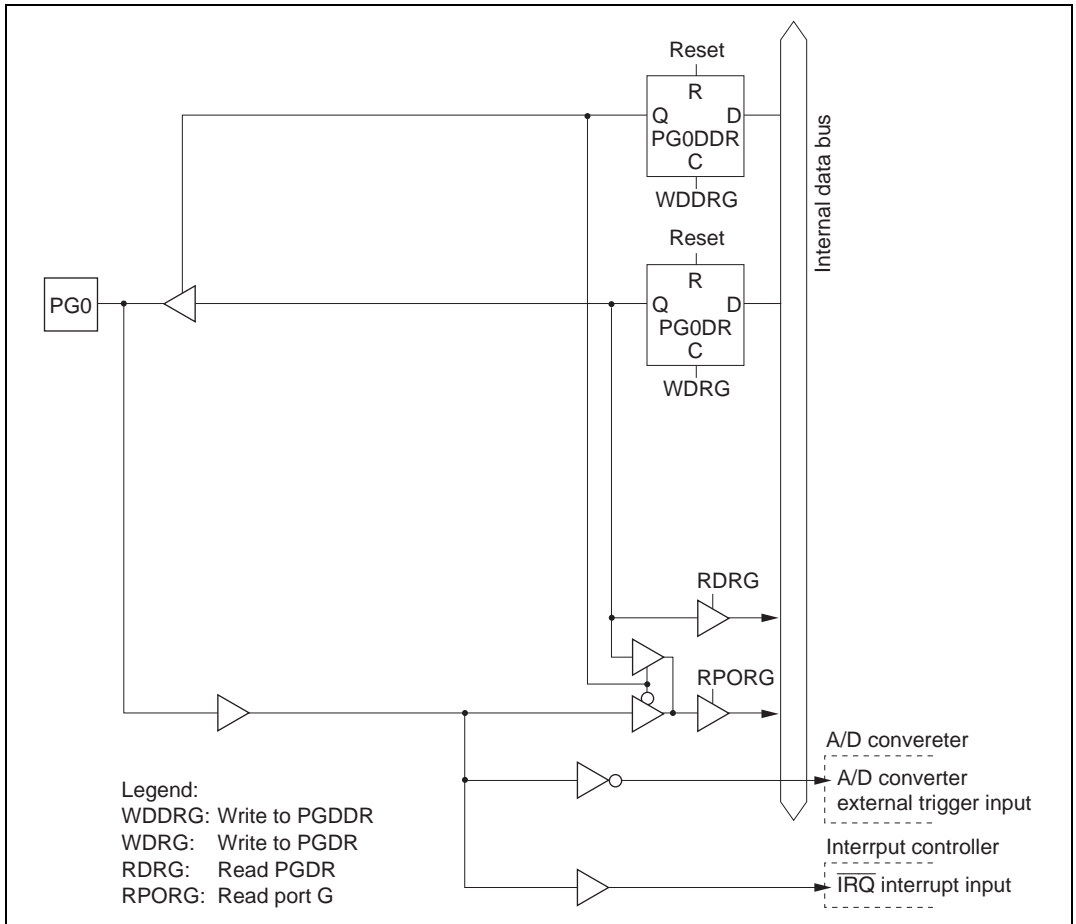 Reset
R
Q D
PG0DDR
C
WDDRG
Internal data bus
Reset
R
PG0
Q D
PG0DR
C
WDRG
RDRG
RPORG
A/D convereter
A/D converter
external trigger input
Interrput controller
IRQ interrupt input
Legend:
WDDRG: Write to PGDDR
WDRG: Write to PGDR
RDRG: Read PGDR
RPORG: Read port G